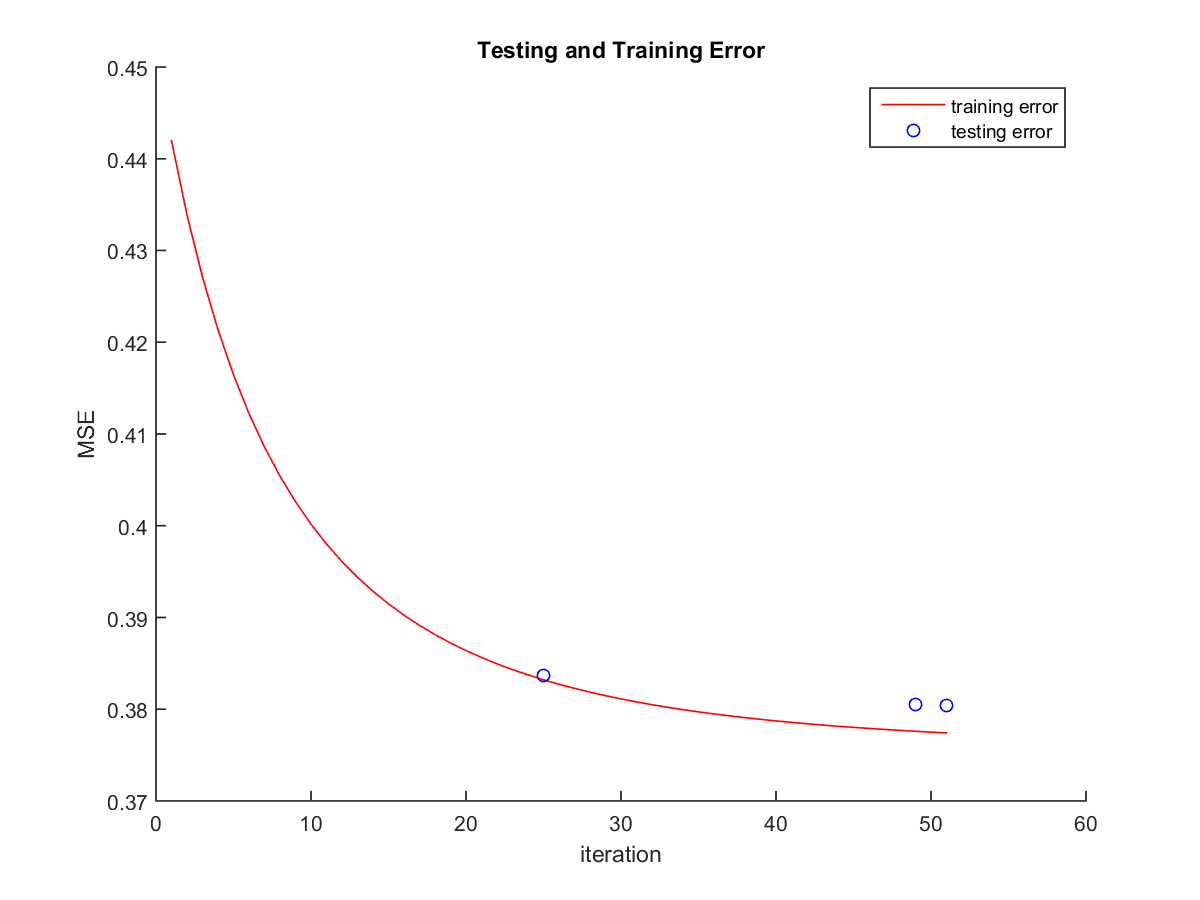 Testing and Training Error
training error
testing error
0.45
0.44
0.43
0.42
0.41
0.4
0.39
0.38
0.37
MSE
0 10 20 30 40 50 60
iteration